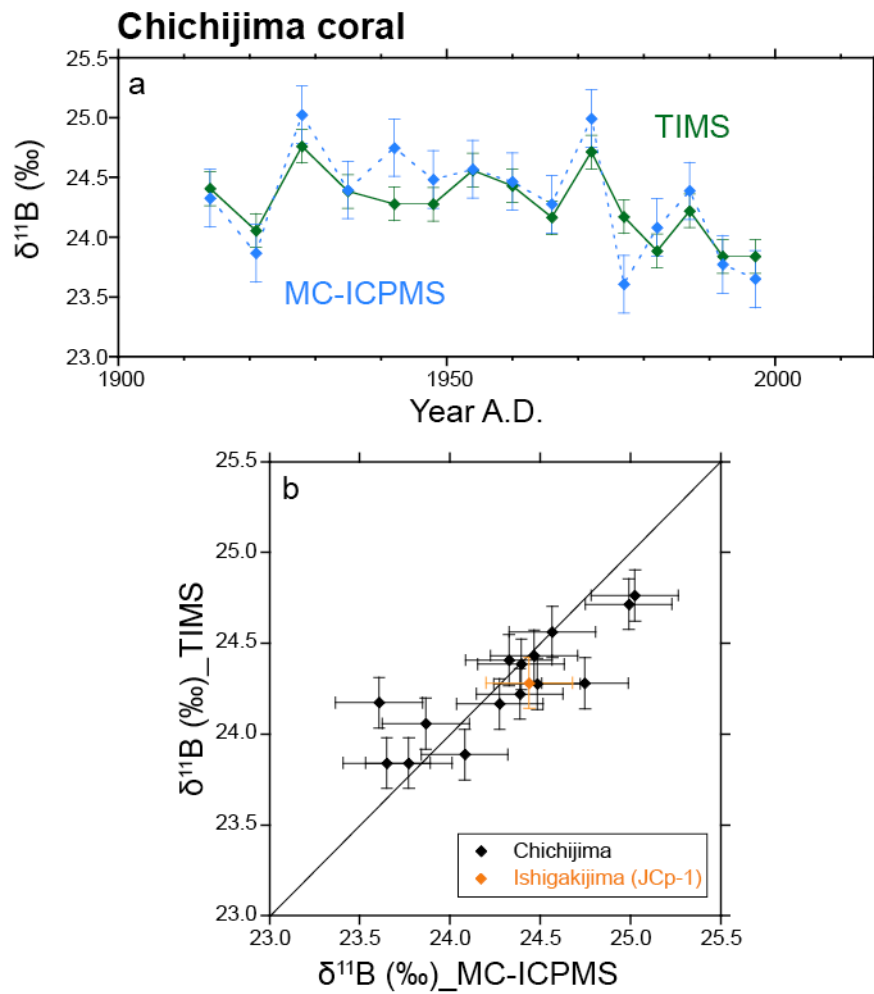 Chichijima coral
a
25.5
25.0
24.5
24.0
23.5
23.0
δ¹¹B (‰)
TIMS
MC-ICPMS
1900
1950
2000
Year A.D.
b
25.5
25.0
24.5
24.0
23.5
23.0
δ¹¹B (‰)_TIMS
Chichijima
Ishigakijima (JCp-1)
23.0
23.5
24.0
24.5
25.0
25.5
δ¹¹B (‰)_MC-ICPMS